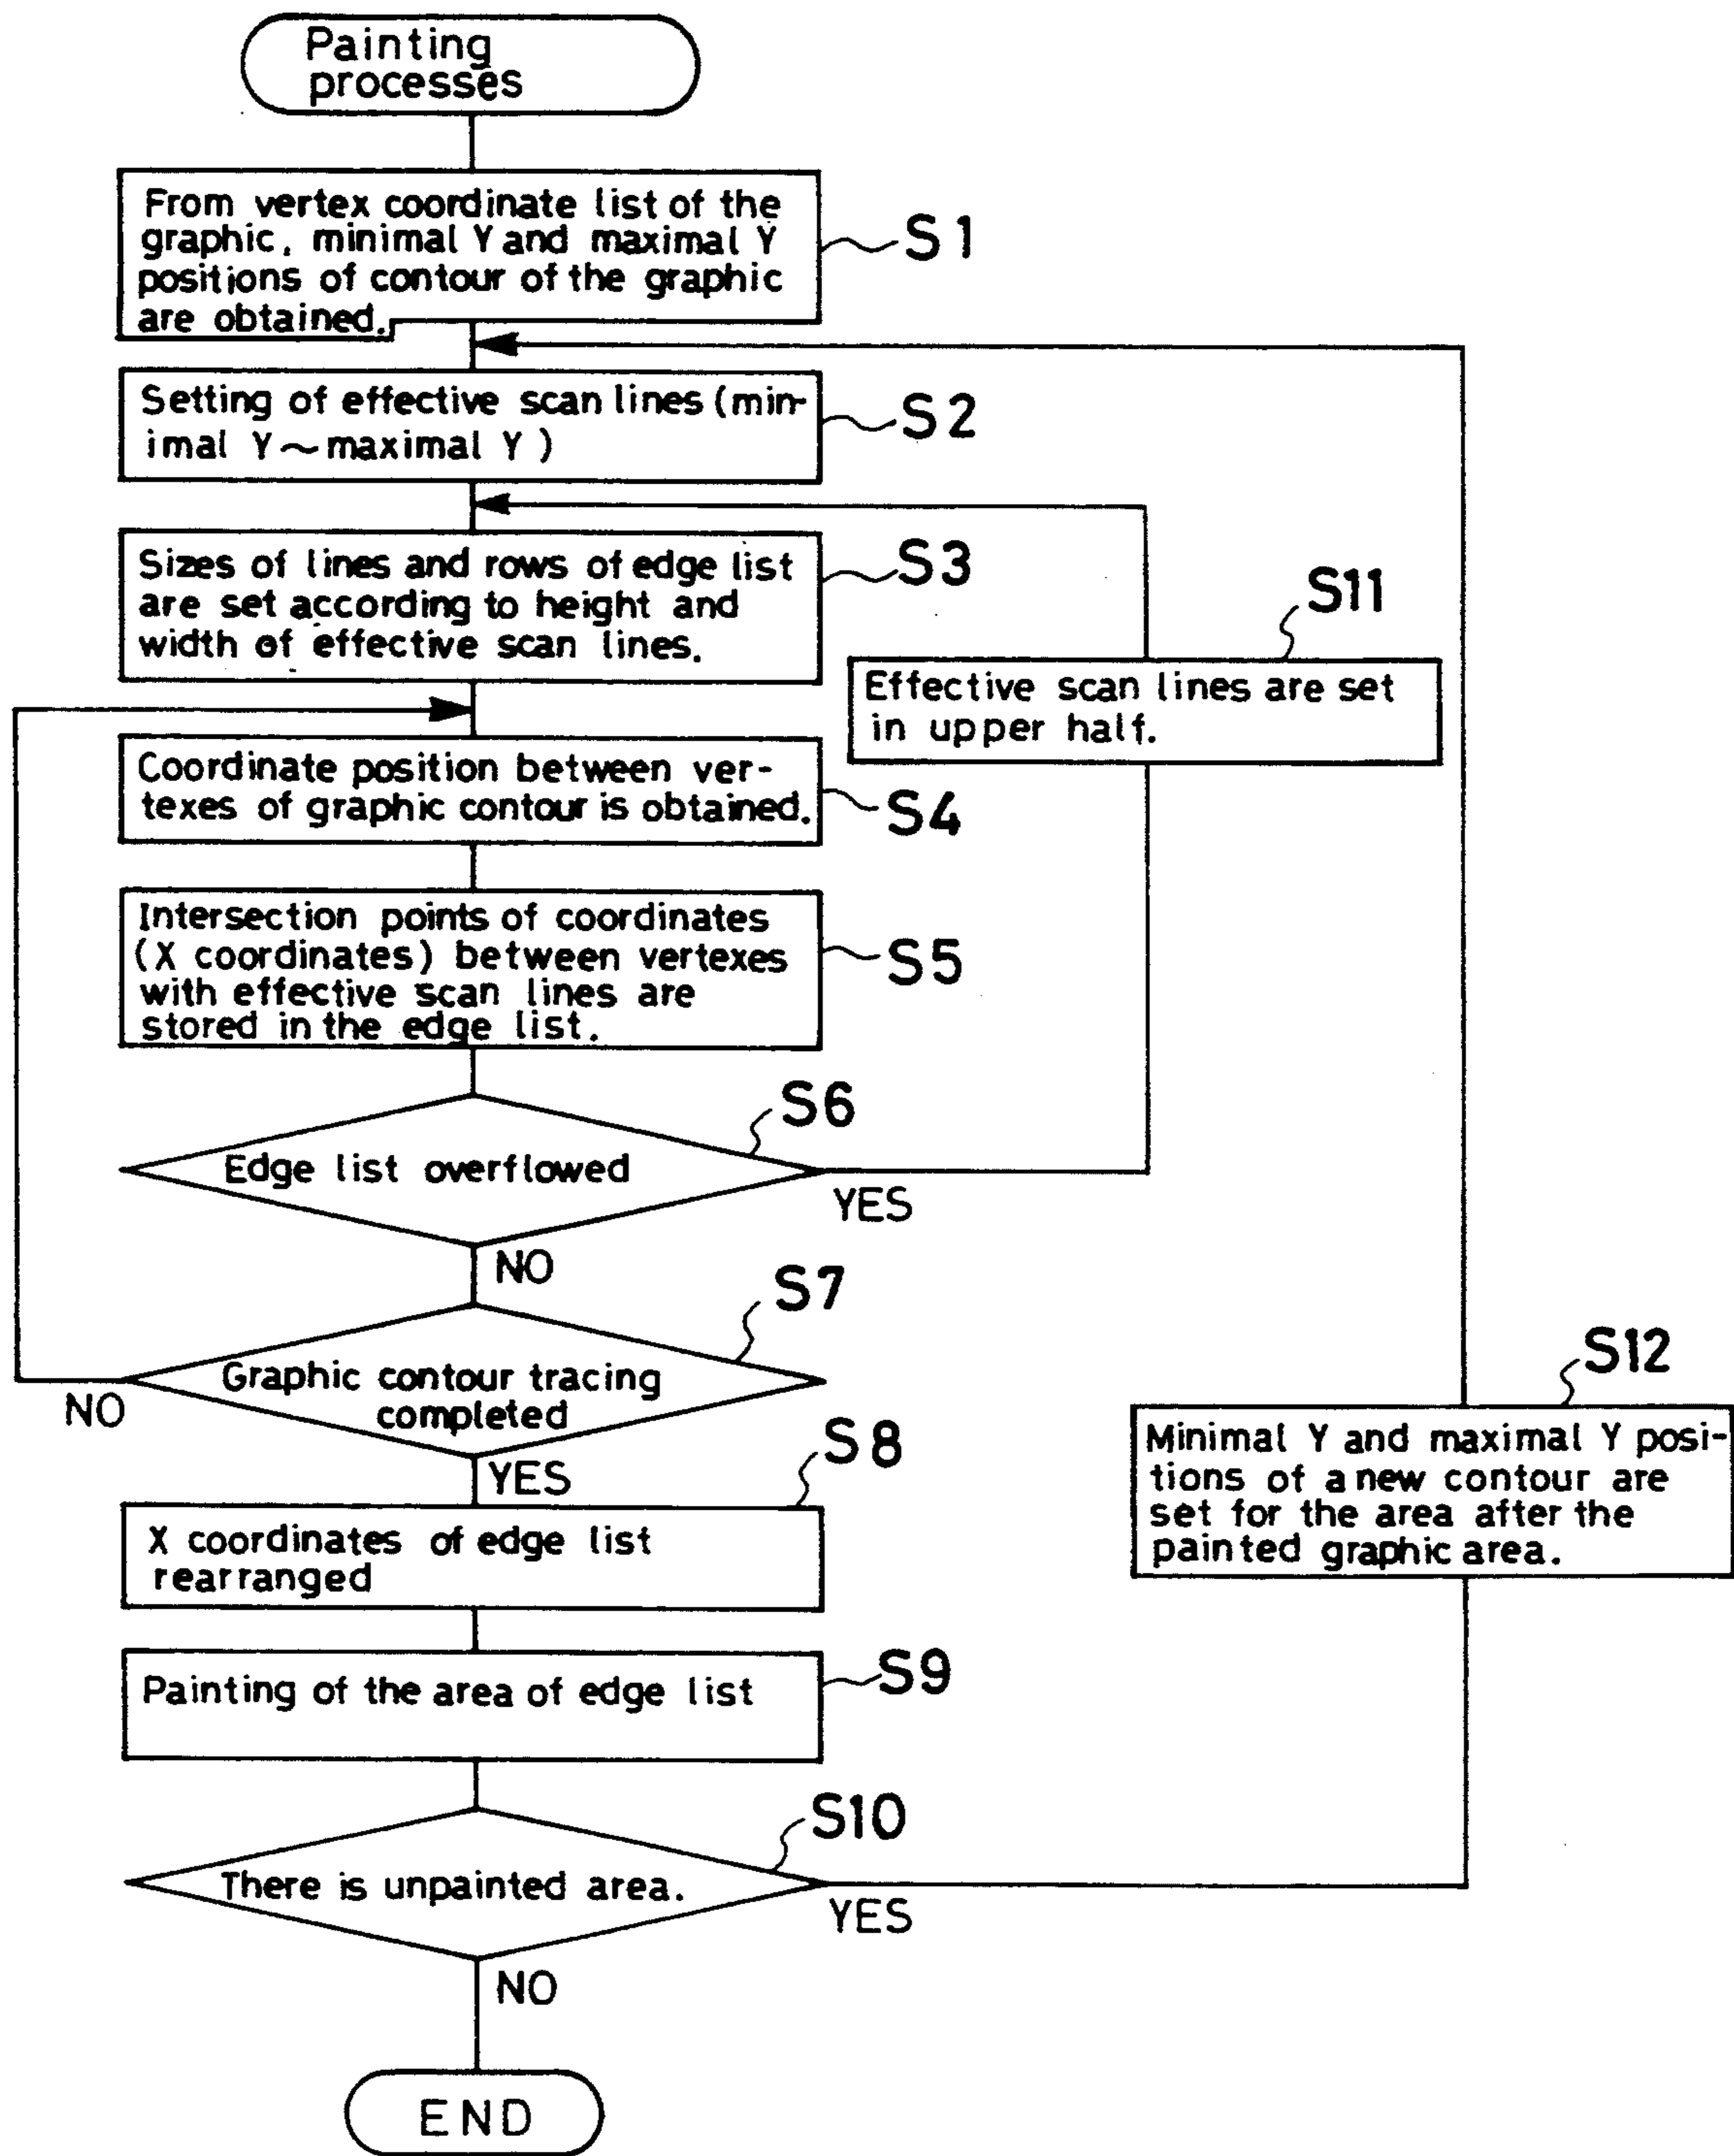 Painting
processes
From vertex coordinate list of the
graphic, minimal Y and maximal Y
positions of contour of the graphic
are obtained.
S1
Setting of effective scan lines (min-
imal Y~maximal Y)
S2
Sizes of lines and rows of edge list
are set according to height and
width of effective scan lines.
S3
S11
Effective scan lines are set
in upper half.
Coordinate position between ver-
texes of graphic contour is obtained.
S4
Intersection points of coordinates
(X coordinates) between vertexes
with effective scan lines are
stored in the edge list.
S5
S6
Edge list overflowed
YES
NO
S7
Graphic contour tracing
completed
NO
YES
S12
Minimal Y and maximal Y posi-
tions of a new contour are
set for the area after the
painted graphic area.
S8
X coordinates of edge list
rearranged
Painting of the area of edge list
S9
S10
There is unpainted area.
YES
NO
END